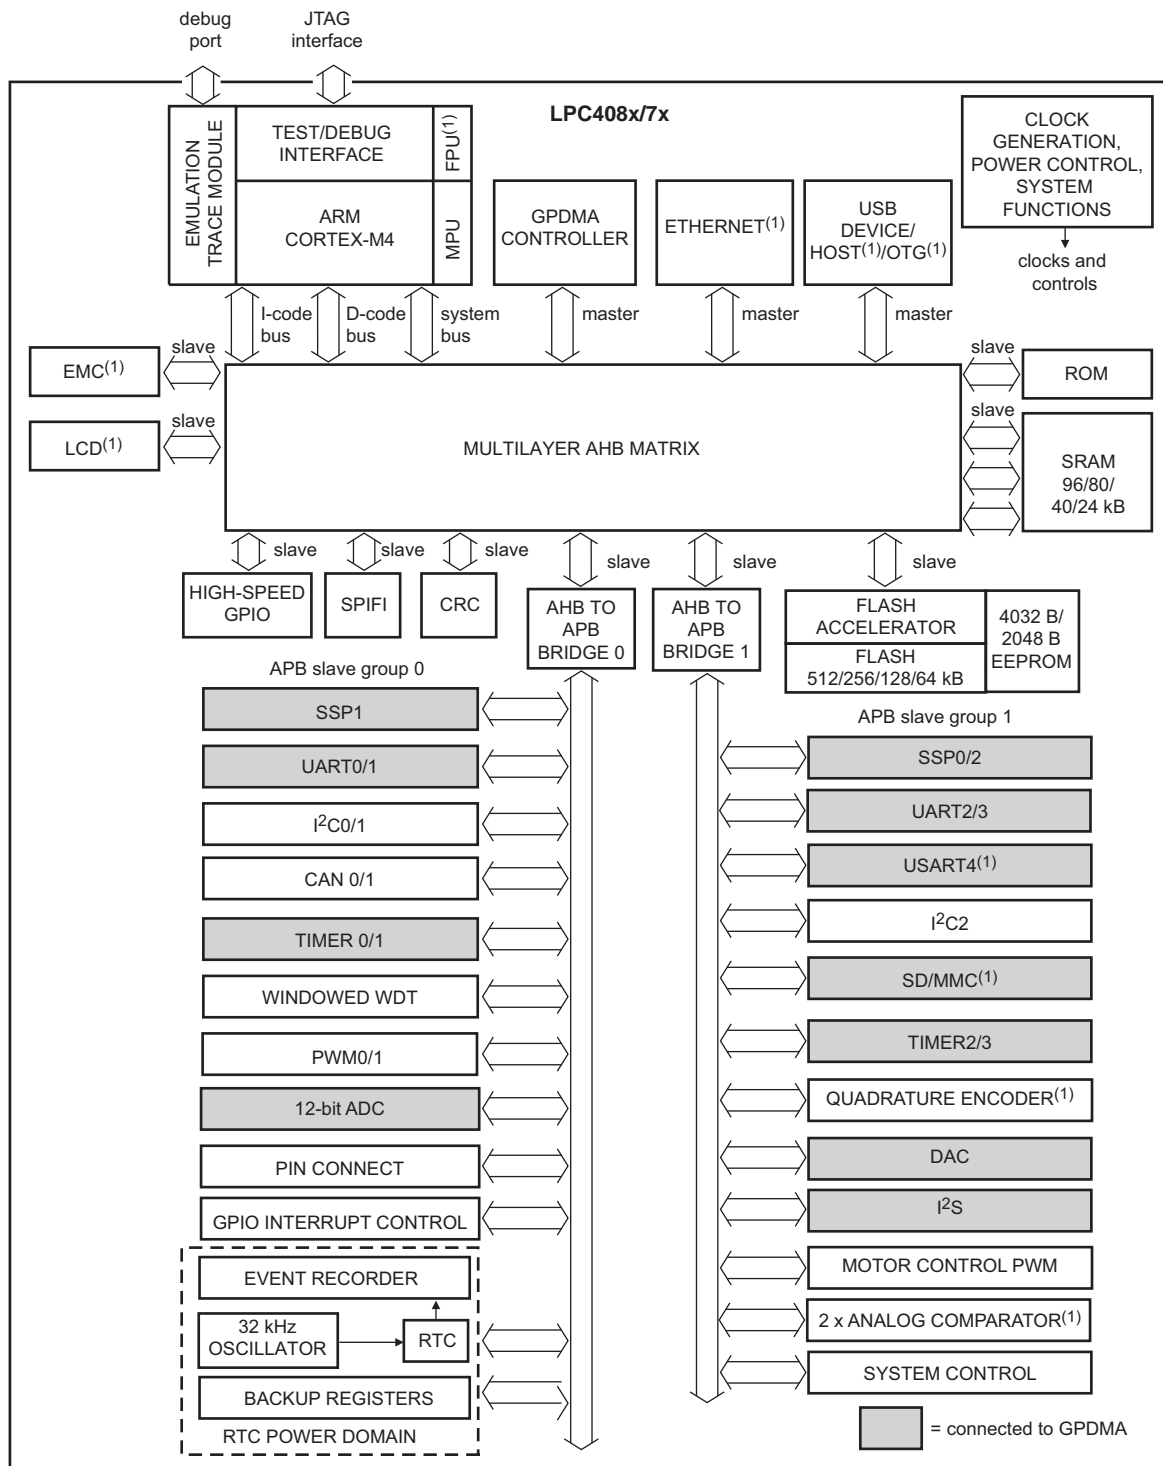 debug
port
JTAG
interface
LPC408x/7x
EMULATION
TRACE MODULE
TEST/DEBUG
INTERFACE
FPU(1)
ARM
CORTEX-M4
MPU
GPDMA
CONTROLLER
ETHERNET(1)
USB
DEVICE/
HOST(1)/OTG(1)
CLOCK
GENERATION,
POWER CONTROL,
SYSTEM
FUNCTIONS
clocks and
controls
I-code
bus
D-code
bus
system
bus
master
master
master
slave
EMC(1)
slave
LCD(1)
MULTILAYER AHB MATRIX
slave
ROM
slave
SRAM
96/80/
40/24 kB
slave
slave
slave
slave
slave
slave
HIGH-SPEED
GPIO
SPIFI
CRC
AHB TO
APB
BRIDGE 0
AHB TO
APB
BRIDGE 1
FLASH
ACCELERATOR
FLASH
512/256/128/64 kB
4032 B/
2048 B
EEPROM
APB slave group 0
SSP1
UART0/1
I2C0/1
CAN 0/1
TIMER 0/1
WINDOWED WDT
PWM0/1
12-bit ADC
PIN CONNECT
GPIO INTERRUPT CONTROL
EVENT RECORDER
32 kHz
OSCILLATOR
RTC
BACKUP REGISTERS
RTC POWER DOMAIN
APB slave group 1
SSP0/2
UART2/3
USART4(1)
I2C2
SD/MMC(1)
TIMER2/3
QUADRATURE ENCODER(1)
DAC
I2S
MOTOR CONTROL PWM
2 x ANALOG COMPARATOR(1)
SYSTEM CONTROL
= connected to GPDMA